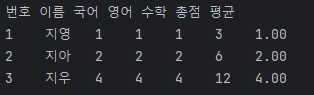 번호 이름 국어 영어 수학 총점 평균
1 지영 1 1 1 3 1.00
2 지아 2 2 2 6 2.00
3 지우 4 4 4 12 4.00